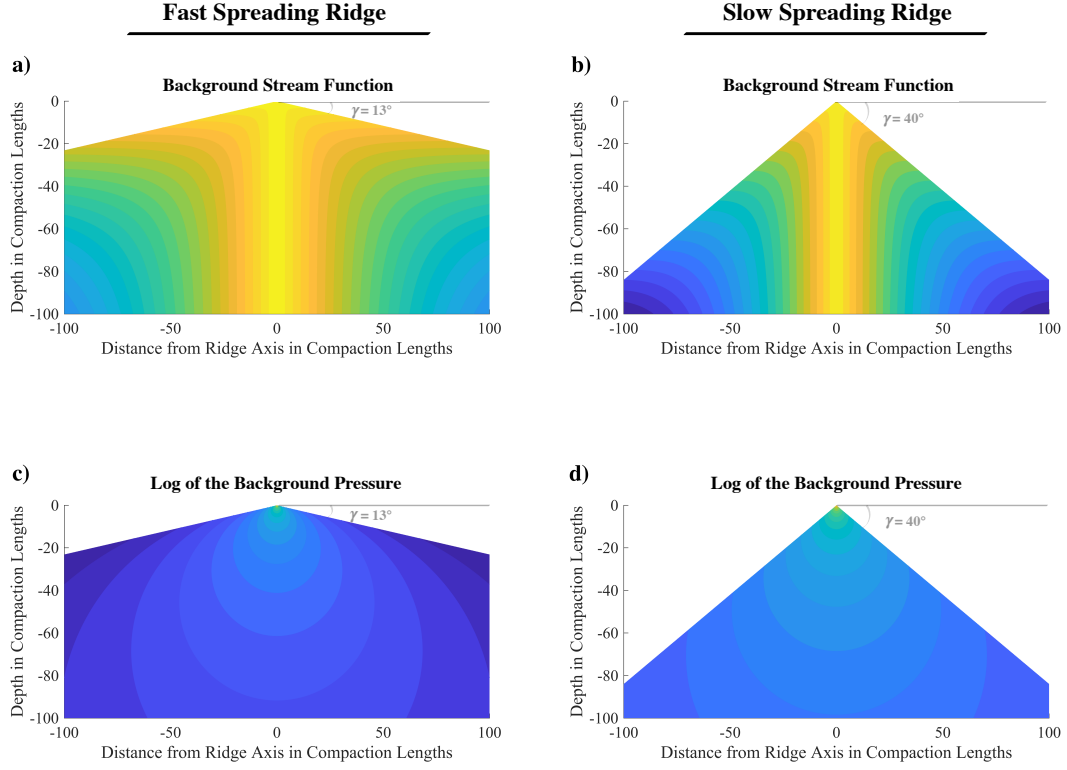 Fast Spreading Ridge
Slow Spreading Ridge
a)
Background Stream Function
γ = 13°
0
-20
-40
-60
-80
-100
Depth in Compaction Lengths
-100 -50 0 50 100
Distance from Ridge Axis in Compaction Lengths
b)
Background Stream Function
γ = 40°
0
-20
-40
-60
-80
-100
Depth in Compaction Lengths
-100 -50 0 50 100
Distance from Ridge Axis in Compaction Lengths
c)
Log of the Background Pressure
γ = 13°
0
-20
-40
-60
-80
-100
Depth in Compaction Lengths
-100 -50 0 50 100
Distance from Ridge Axis in Compaction Lengths
d)
Log of the Background Pressure
γ = 40°
0
-20
-40
-60
-80
-100
Depth in Compaction Lengths
-100 -50 0 50 100
Distance from Ridge Axis in Compaction Lengths